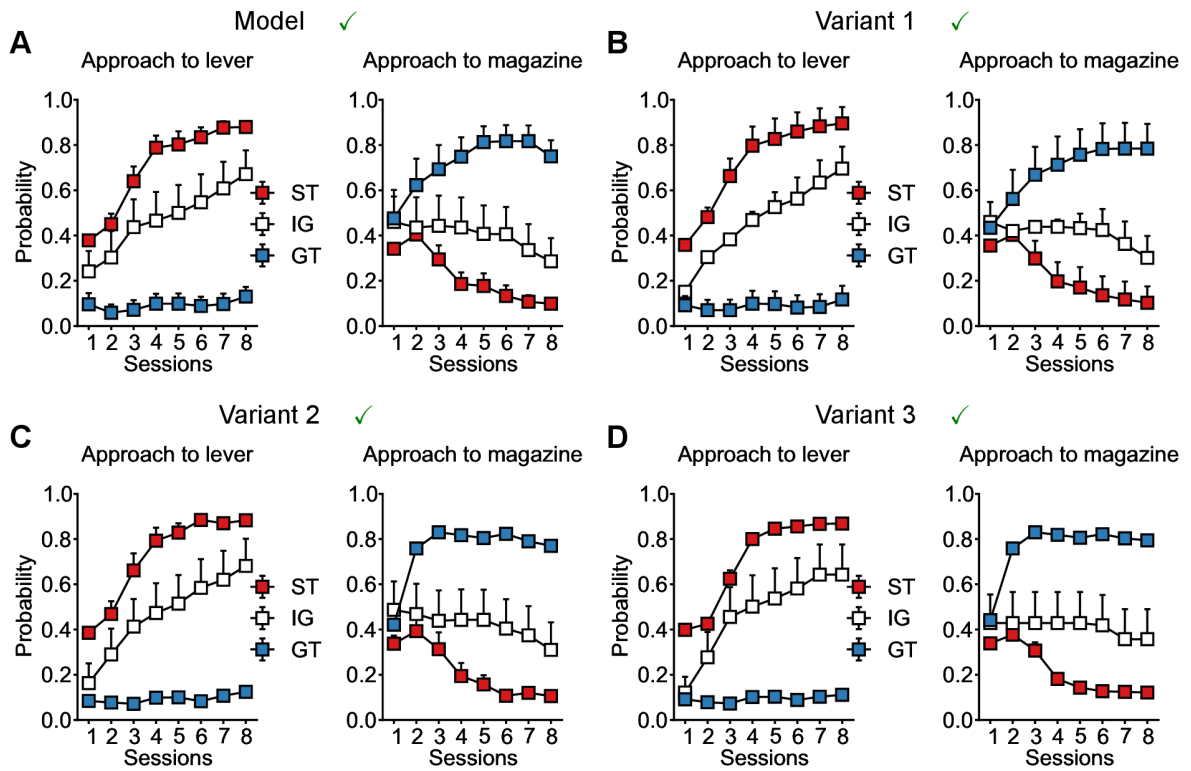 Model ✓
Variant 1 ✓
A
B
Approach to lever
Approach to magazine
Approach to lever
Approach to magazine
Probability
1.0
0.8
0.6
0.4
0.2
0.0
1 2 3 4 5 6 7 8
Sessions
ST
IG
GT
1.0
0.8
0.6
0.4
0.2
0.0
1 2 3 4 5 6 7 8
Sessions
Probability
1.0
0.8
0.6
0.4
0.2
0.0
1 2 3 4 5 6 7 8
Sessions
ST
IG
GT
1.0
0.8
0.6
0.4
0.2
0.0
1 2 3 4 5 6 7 8
Sessions
Variant 2 ✓
Variant 3 ✓
C
D
Approach to lever
Approach to magazine
Approach to lever
Approach to magazine
Probability
1.0
0.8
0.6
0.4
0.2
0.0
1 2 3 4 5 6 7 8
Sessions
ST
IG
GT
1.0
0.8
0.6
0.4
0.2
0.0
1 2 3 4 5 6 7 8
Sessions
Probability
1.0
0.8
0.6
0.4
0.2
0.0
1 2 3 4 5 6 7 8
Sessions
ST
IG
GT
1.0
0.8
0.6
0.4
0.2
0.0
1 2 3 4 5 6 7 8
Sessions